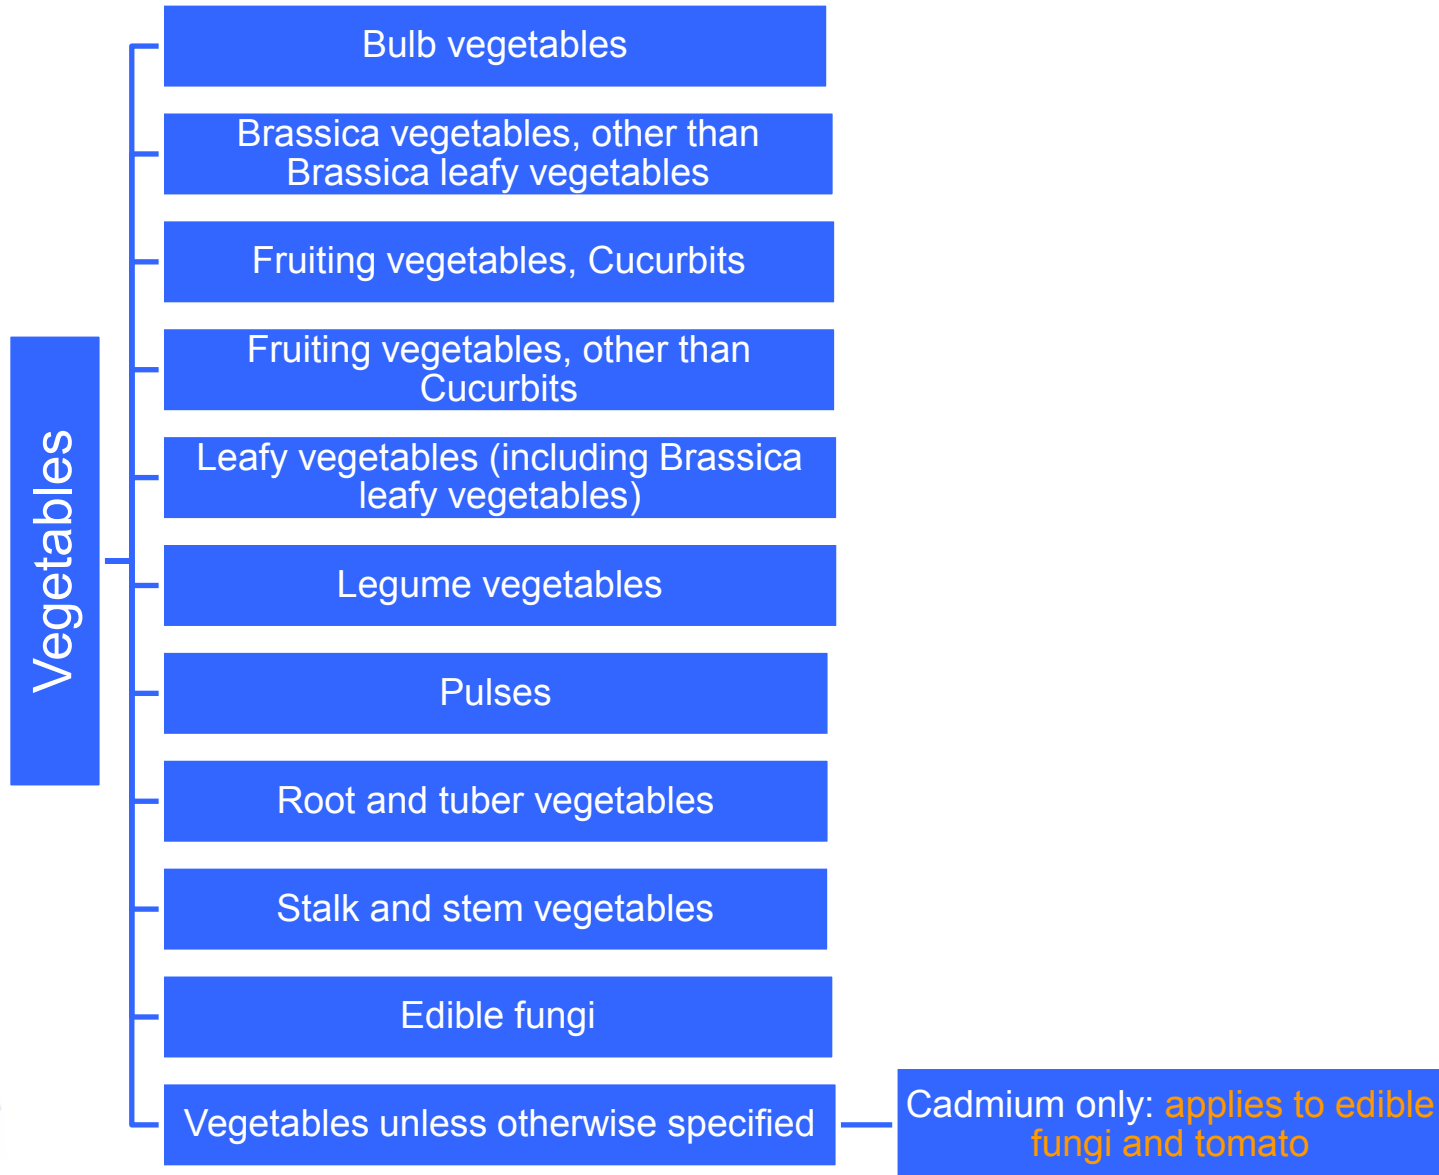 Vegetables
Bulb vegetables
Brassica vegetables, other than
Brassica leafy vegetables
Fruiting vegetables, Cucurbits
Fruiting vegetables, other than
Cucurbits
Leafy vegetables (including Brassica
leafy vegetables)
Legume vegetables
Pulses
Root and tuber vegetables
Stalk and stem vegetables
Edible fungi
Vegetables unless otherwise specified
Cadmium only: applies to edible
fungi and tomato